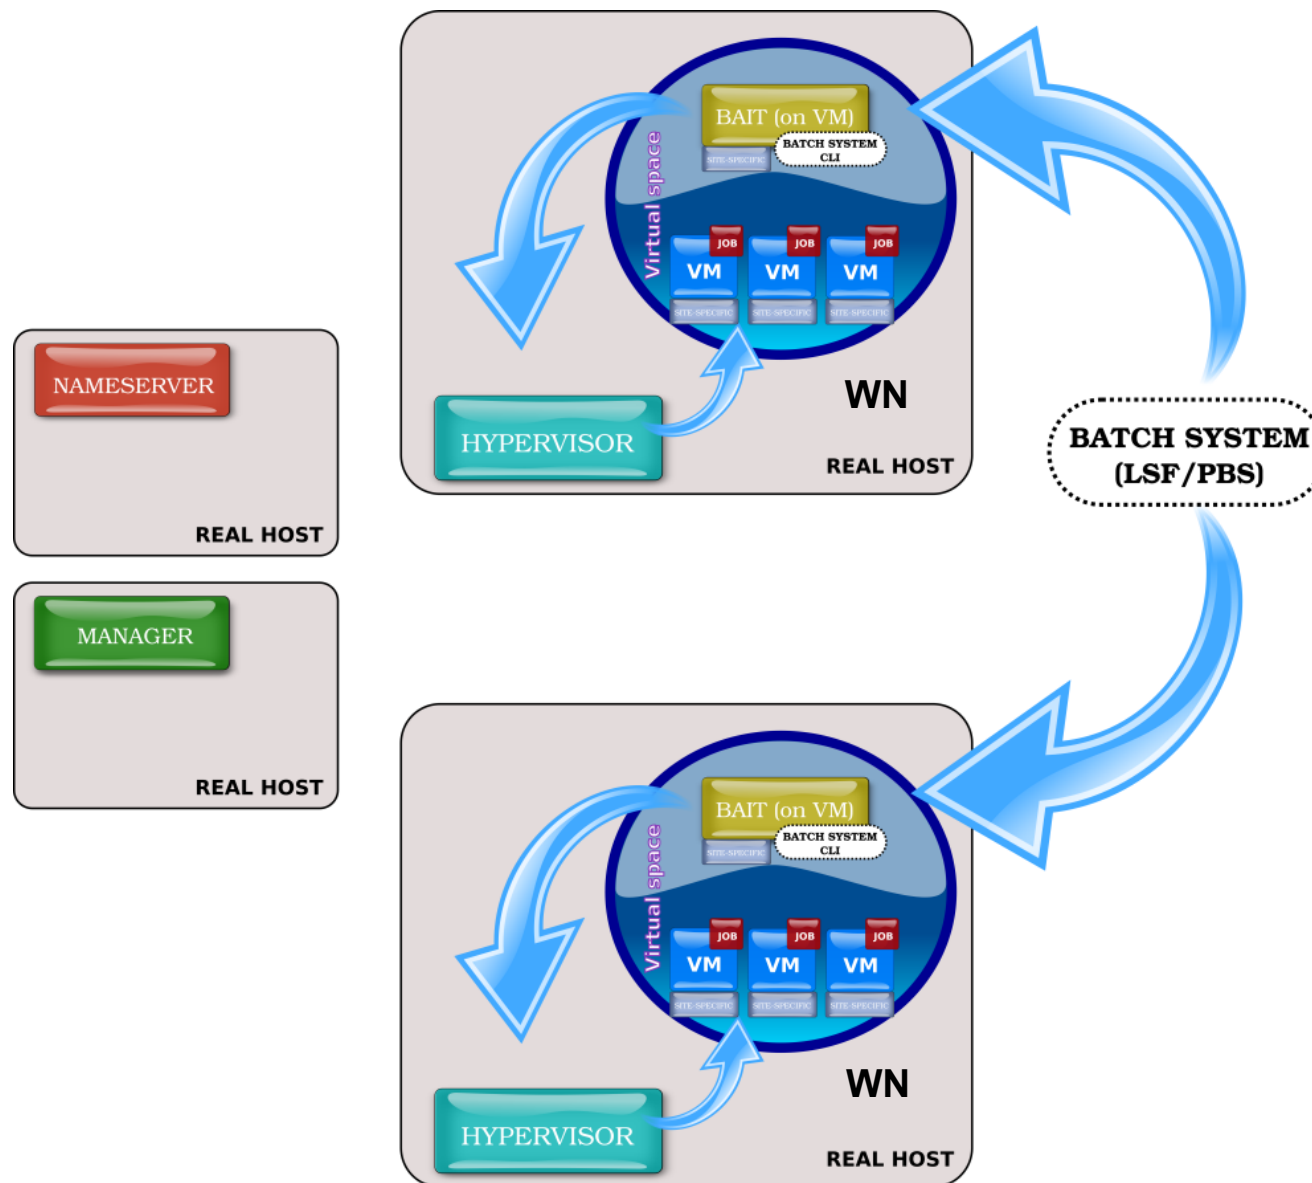 BAIT (on VM)
BATCH SYSTEM
CLI
SITE-SPECIFIC
Virtual space
JOB
JOB
JOB
VM
VM
VM
SITE-SPECIFIC
SITE-SPECIFIC
SITE-SPECIFIC
WN
HYPERVISOR
REAL HOST
NAMESERVER
REAL HOST
BATCH SYSTEM
(LSF/PBS)
MANAGER
REAL HOST
BAIT (on VM)
BATCH SYSTEM
CLI
SITE-SPECIFIC
Virtual space
JOB
JOB
JOB
VM
VM
VM
SITE-SPECIFIC
SITE-SPECIFIC
SITE-SPECIFIC
WN
HYPERVISOR
REAL HOST